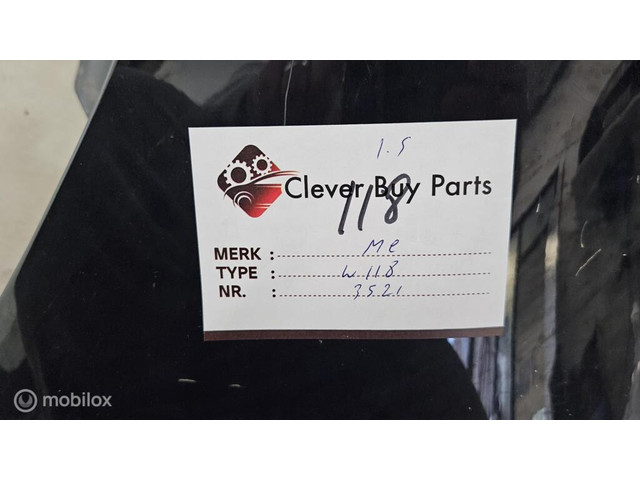 1.5
Clever Buy Parts
118
MERK : Me
TYPE : W118
NR. : 3521
mobilox